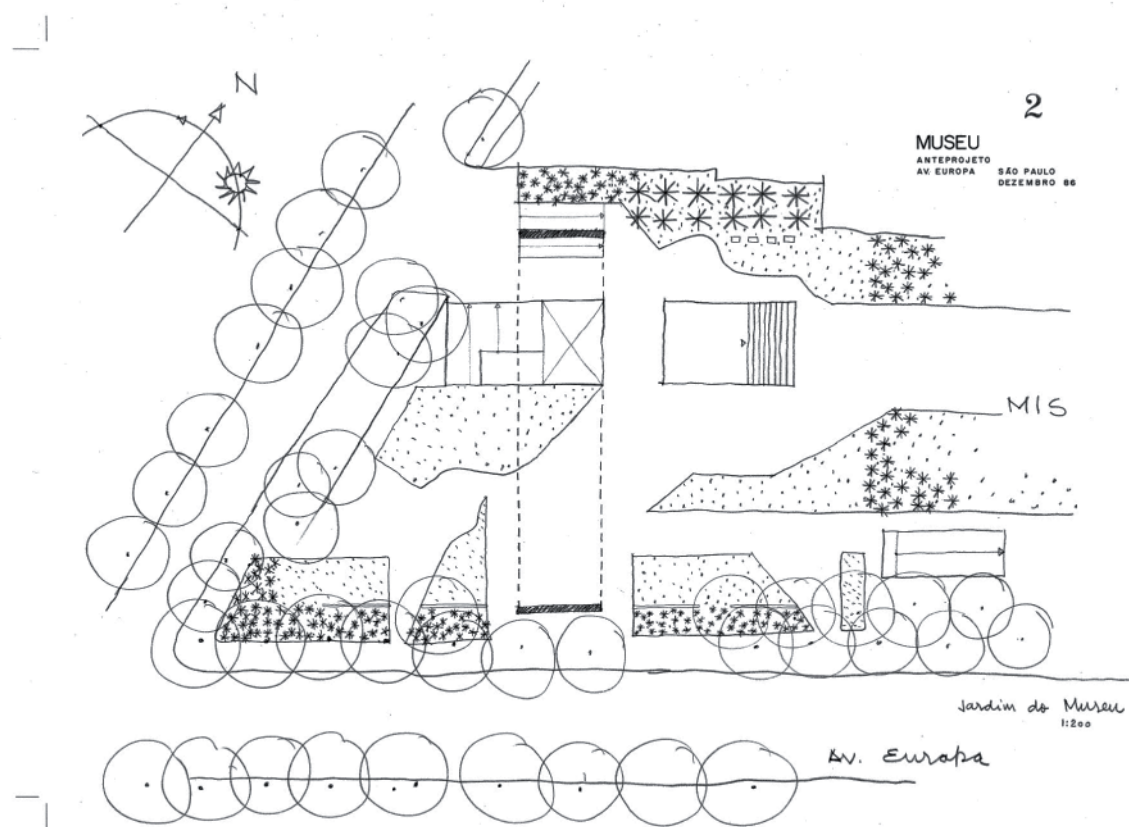 N
2
MUSEU
ANTEPROJETO
AV. EUROPA SÃO PAULO
DEZEMBRO 86
MIS
Jardim do Museu
1:200
Av. Europa